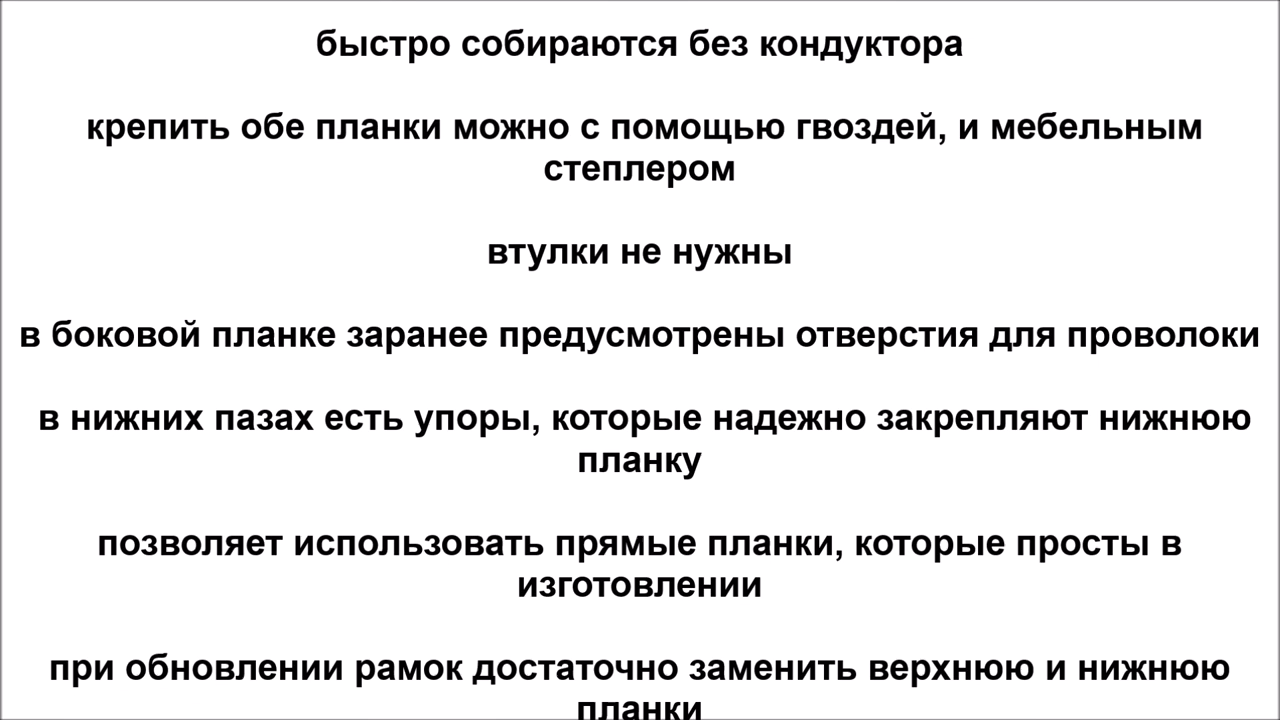 быстро собираются без кондуктора
крепить обе планки можно с помощью гвоздей, и мебельным
степлером
втулки не нужны
в боковой планке заранее предусмотрены отверстия для проволоки
в нижних пазах есть упоры, которые надежно закрепляют нижнюю
планку
позволяет использовать прямые планки, которые просты в
изготовлении
при обновлении рамок достаточно заменить верхнюю и нижнюю
планки